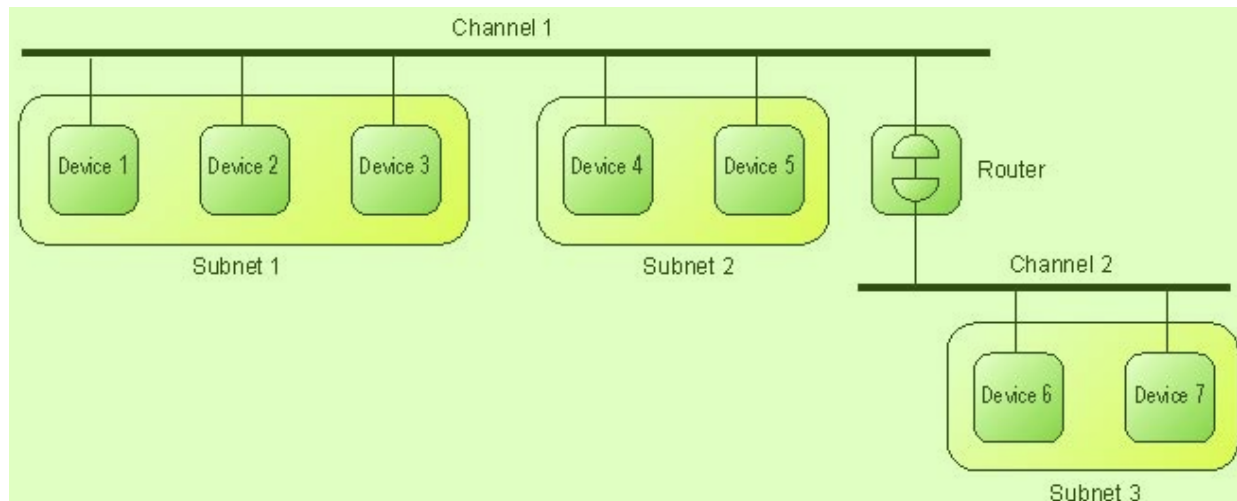 Channel 1
Device 1
Device 2
Device 3
Device 4
Device 5
Router
Subnet 1
Subnet 2
Channel 2
Device 6
Device 7
Subnet 3